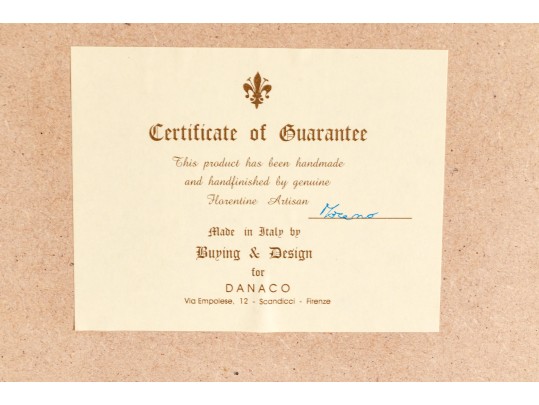 Certificate of Guarantee
This product has been handmade
and handfinished by genuine
Florentine Artisan Moreno
Made in Italy by
Buying & Design
for
DANACO
Via Empolese, 12 - Scandicci - Firenze